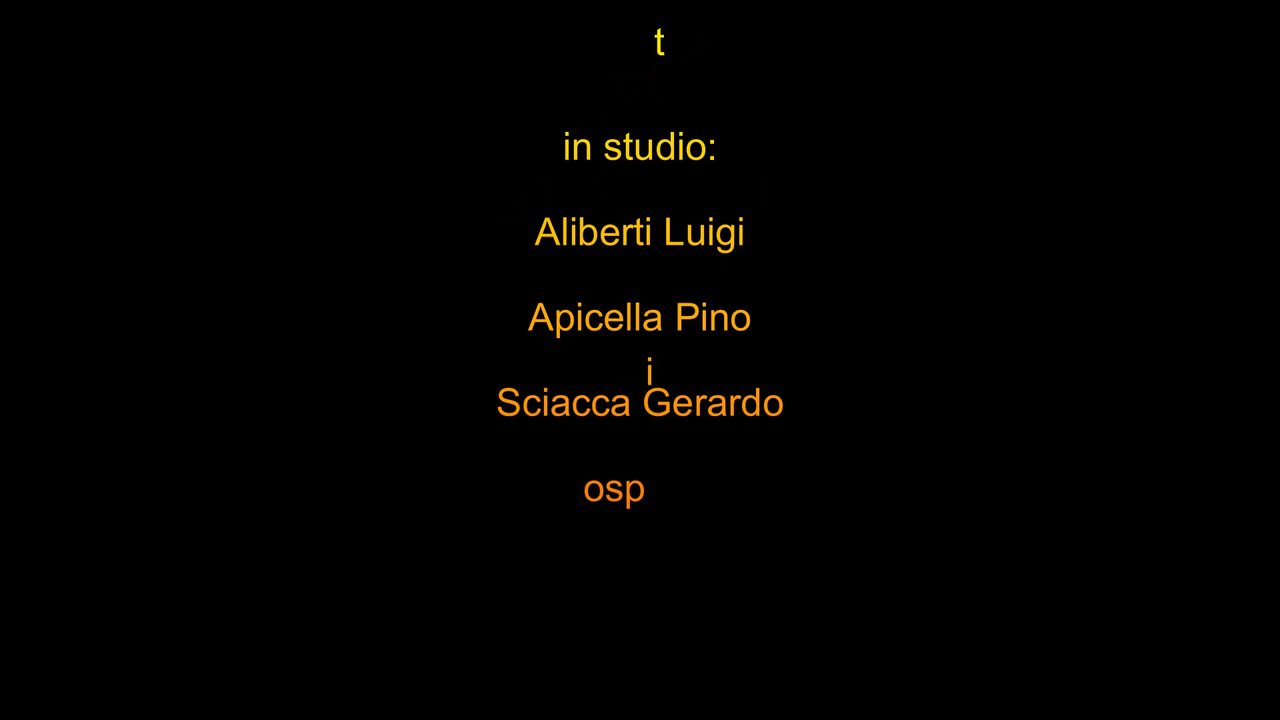 t
in studio:
Aliberti Luigi
Apicella Pino
i
Sciacca Gerardo
osp